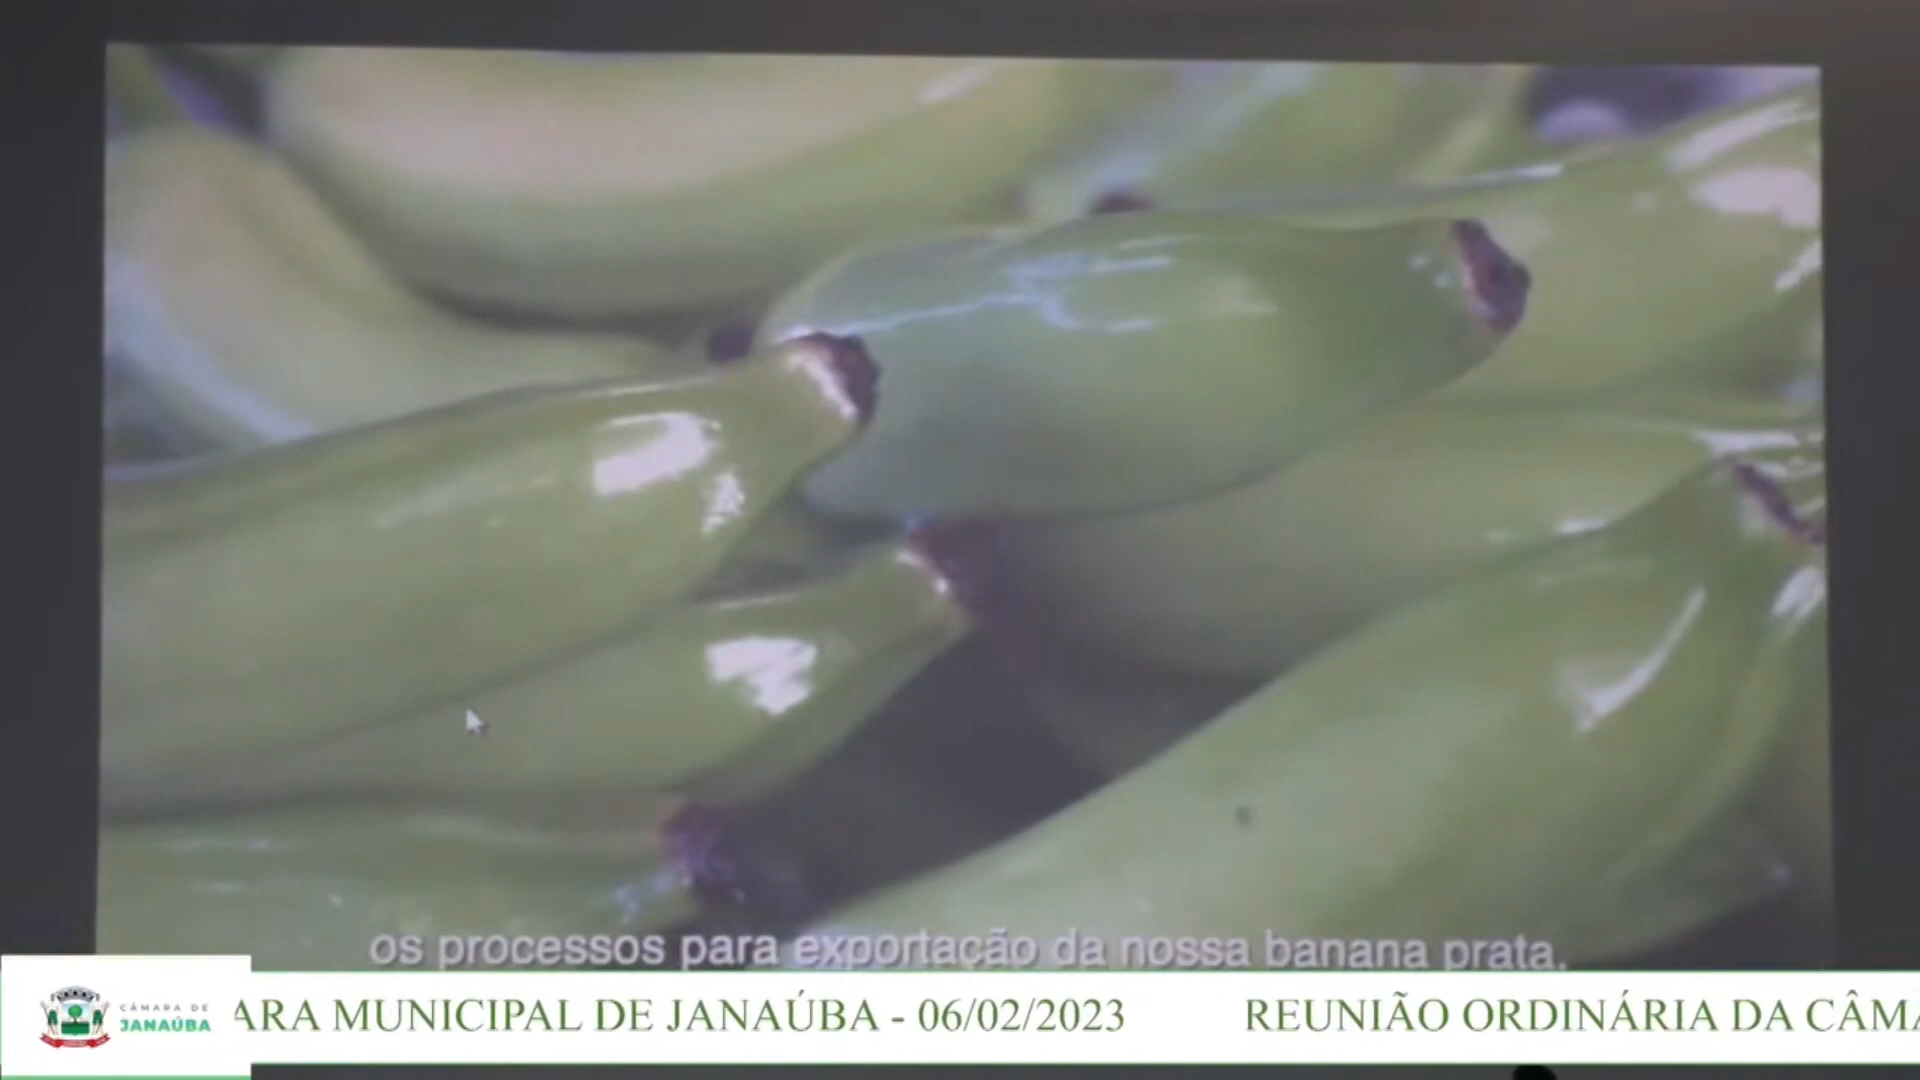 os processos para exportação da nossa banana prata.
CÂMARA DE
JANAÚBA
ARA MUNICIPAL DE JANAÚBA - 06/02/2023 REUNIÃO ORDINÁRIA DA CÂMA